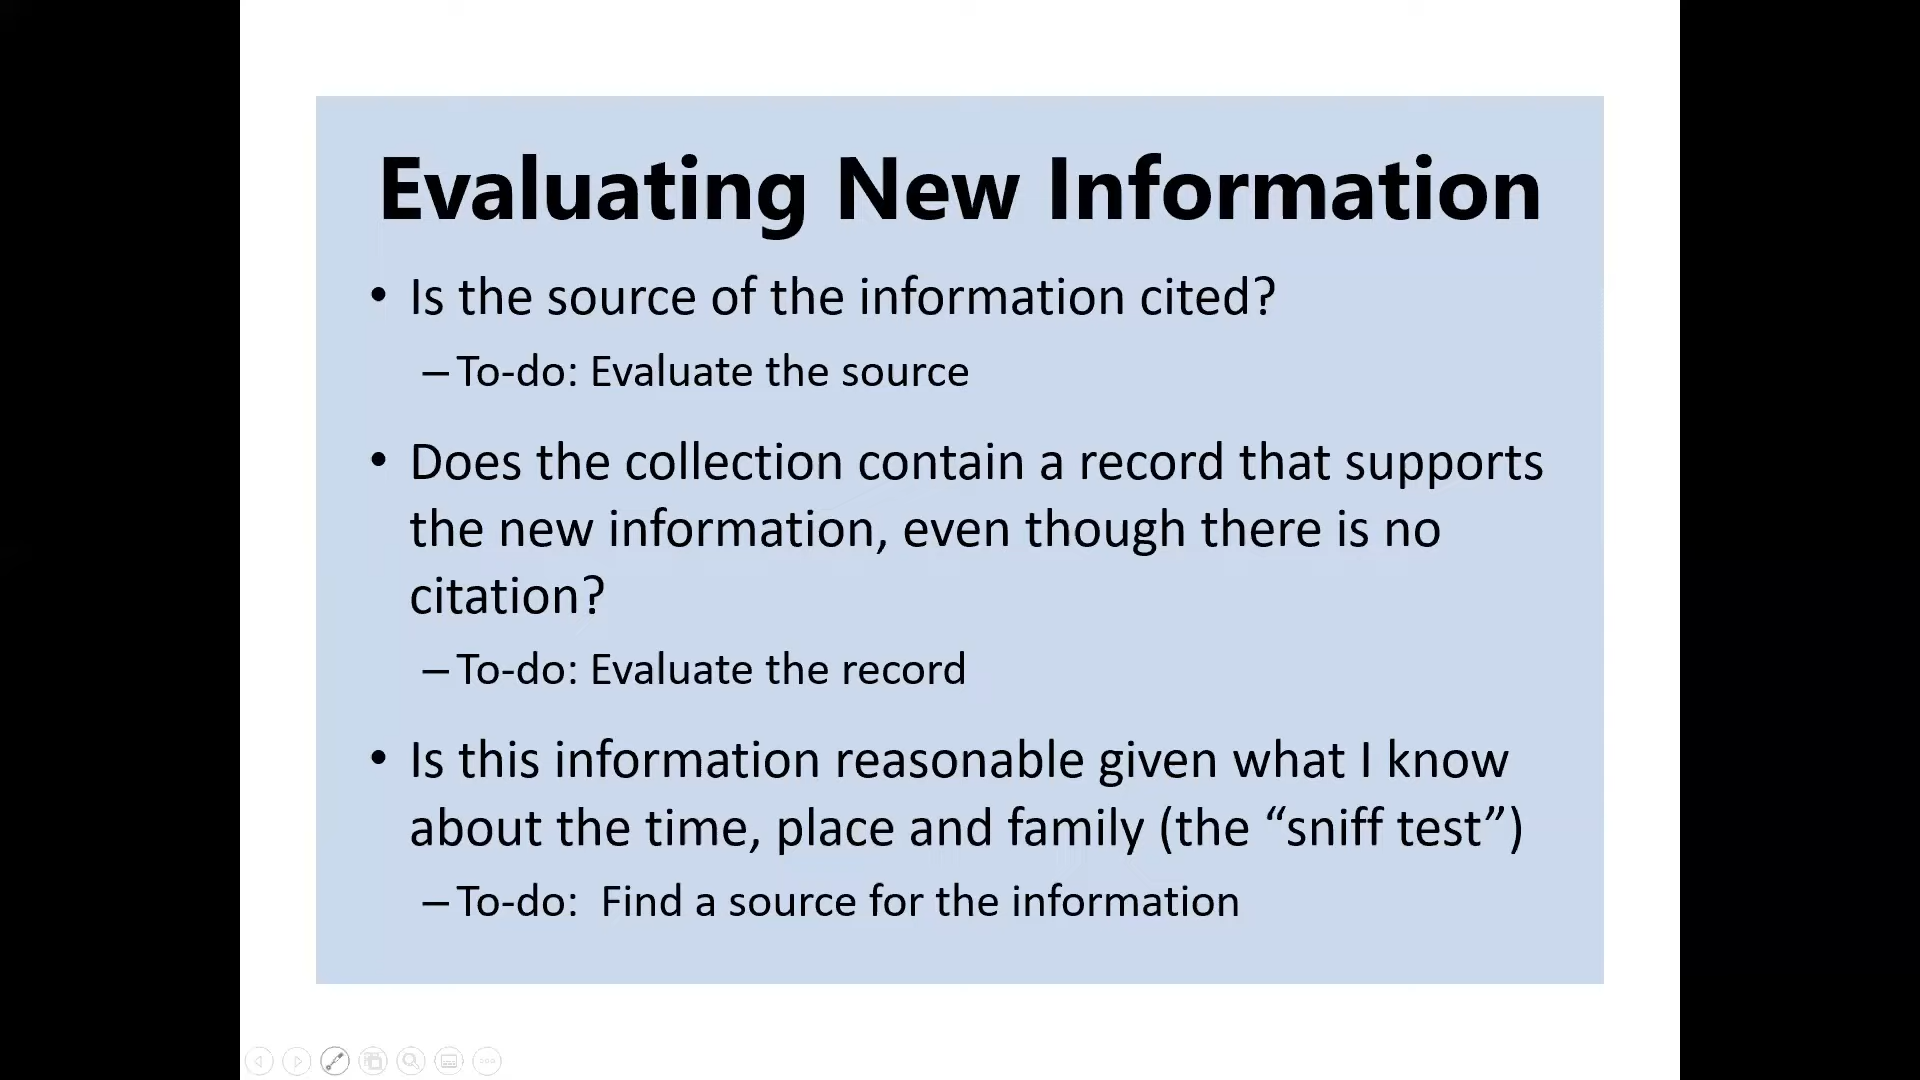 Evaluating New Information
• Is the source of the information cited?
– To-do: Evaluate the source
• Does the collection contain a record that supports
the new information, even though there is no
citation?
– To-do: Evaluate the record
• Is this information reasonable given what I know
about the time, place and family (the “sniff test”)
– To-do:  Find a source for the information